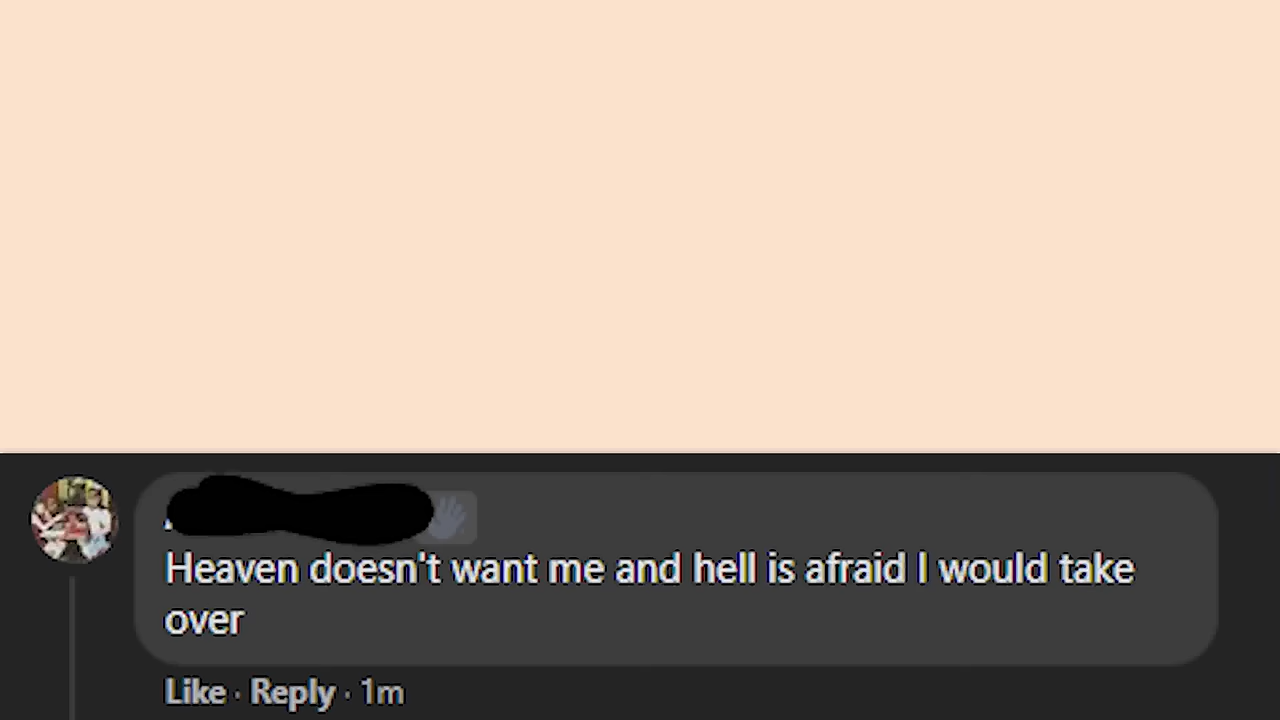 Heaven doesn't want me and hell is afraid I would take
over
Like · Reply · 1m